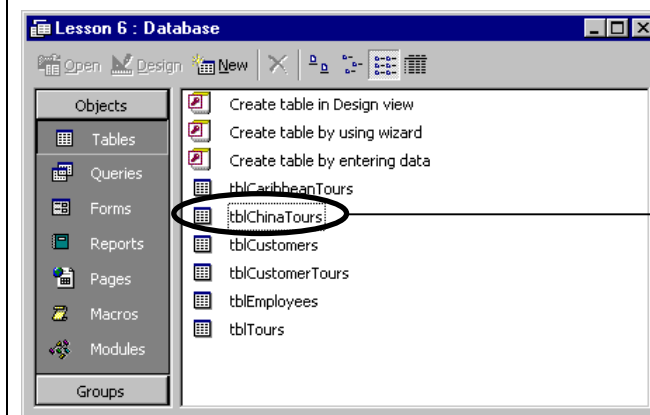 Lesson 6 : Database
Open Design New
Objects
Tables
Queries
Forms
Reports
Pages
Macros
Modules
Groups
Create table in Design view
Create table by using wizard
Create table by entering data
tblCaribbeanTours
tblChinaTours
tblCustomers
tblCustomerTours
tblEmployees
tblTours